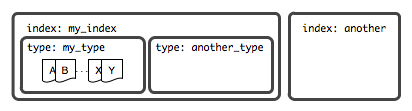 index: my_index
type: my_type
A B ... X Y
type: another_type
index: another